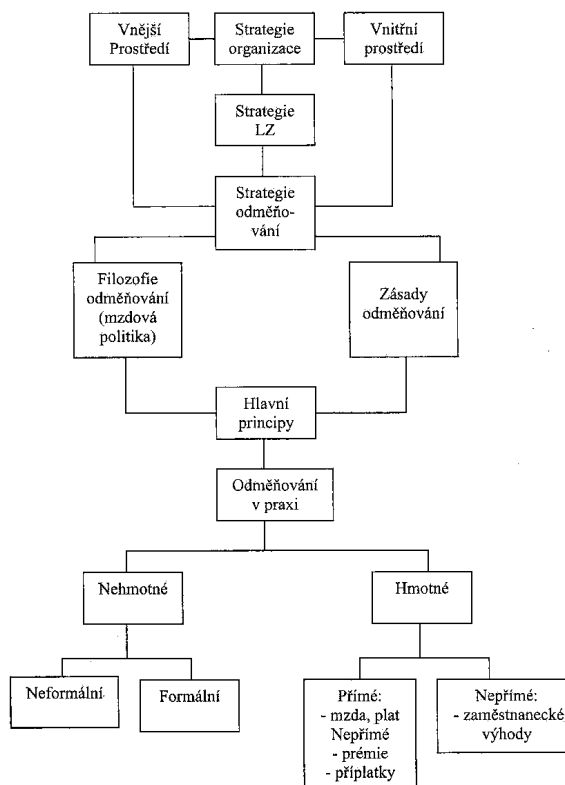 Vnější
Prostředí
Strategie
organizace
Vnitřní
prostředí
Strategie
LZ
Strategie
odměňo-
vání
Filozofie
odměňování
(mzdová
politika)
Zásady
odměňování
Hlavní
principy
Odměňování
v praxi
Nehmotné
Hmotné
Neformální
Formální
Přímé:
- mzda, plat
Nepřímé
- prémie
- příplatky
Nepřímé:
- zaměstnanecké
výhody